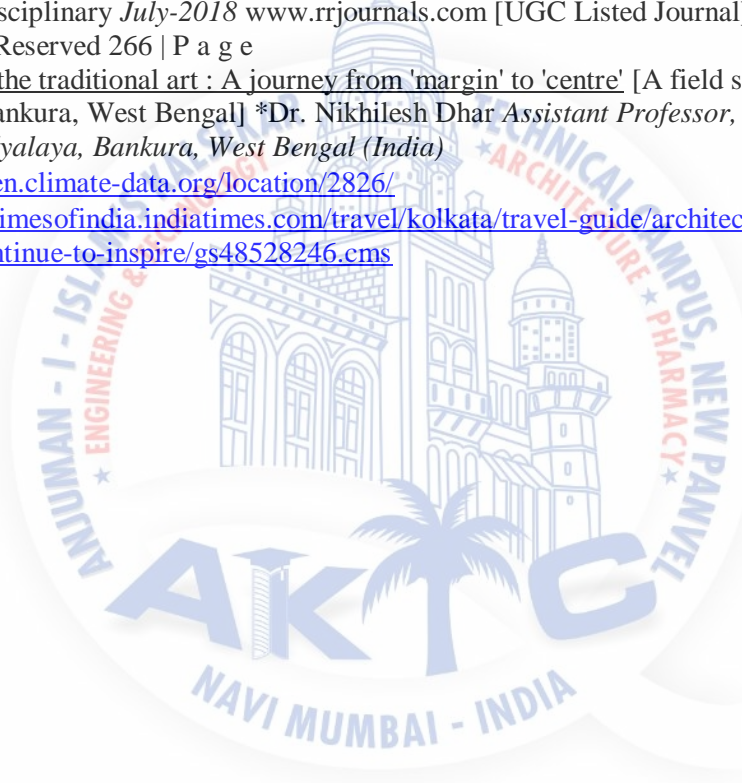 sciplinary July-2018 www.rrjournals.com [UGC Listed Journal]
Reserved 266 | P a g e
the traditional art : A journey from 'margin' to 'centre' [A field s
ankura, West Bengal] *Dr. Nikhilesh Dhar Assistant Professor,
yalaya, Bankura, West Bengal (India)
en.climate-data.org/location/2826/
imesofindia.indiatimes.com/travel/kolkata/travel-guide/architec
ntinue-to-inspire/gs48528246.cms
ANJUMAN - I - ISLAM'S KALSEKAR TECHNICAL CAMPUS, NEW PANVEL
ENGINEERING & TECHNOLOGY ★ ARCHITECTURE ★ PHARMACY ★
AKTC
NAVI MUMBAI - INDIA